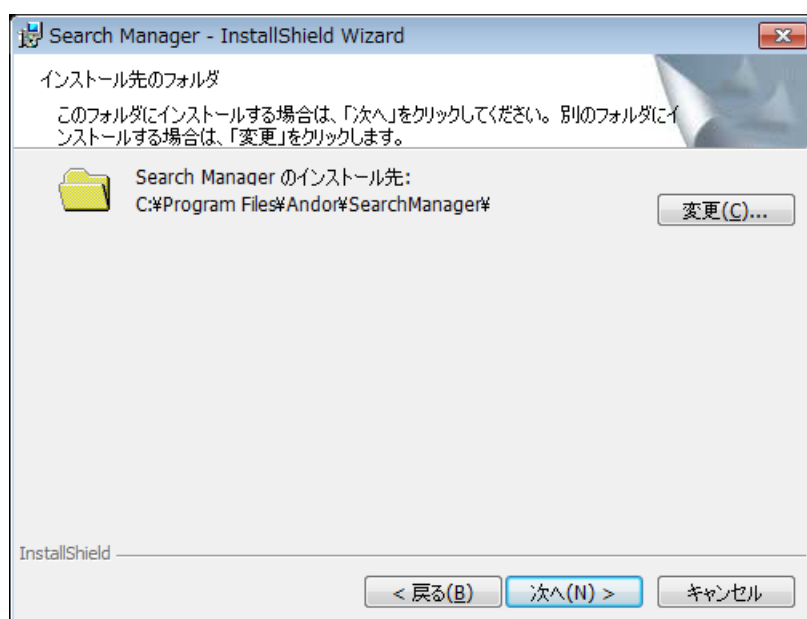 Search Manager - InstallShield Wizard
インストール先のフォルダ
このフォルダにインストールする場合は、「次へ」をクリックしてください。別のフォルダにイ
ンストールする場合は、「変更」をクリックします。
Search Manager のインストール先:
C:¥Program Files¥Andor¥SearchManager¥
変更(C)...
InstallShield
< 戻る(B)
次へ(N) >
キャンセル